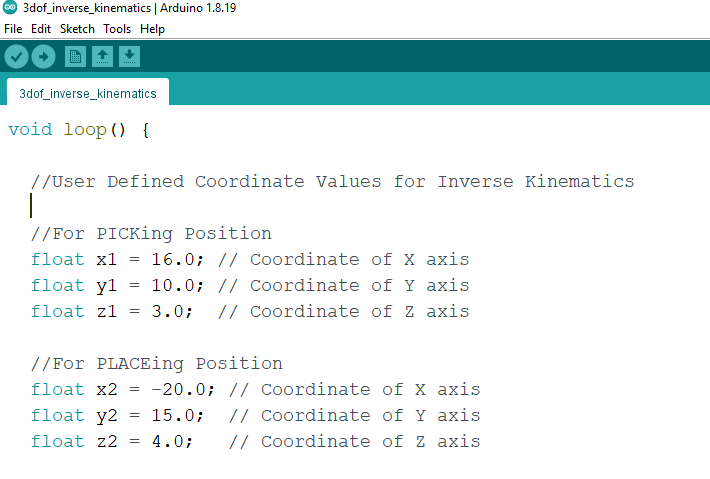 3dof_inverse_kinematics | Arduino 1.8.19
File Edit Sketch Tools Help
3dof_inverse_kinematics
void loop() {
//User Defined Coordinate Values for Inverse Kinematics
//For PICKing Position
float x1 = 16.0; // Coordinate of X axis
float y1 = 10.0; // Coordinate of Y axis
float z1 = 3.0;  // Coordinate of Z axis
//For PLACEing Position
float x2 = -20.0; // Coordinate of X axis
float y2 = 15.0;  // Coordinate of Y axis
float z2 = 4.0;   // Coordinate of Z axis